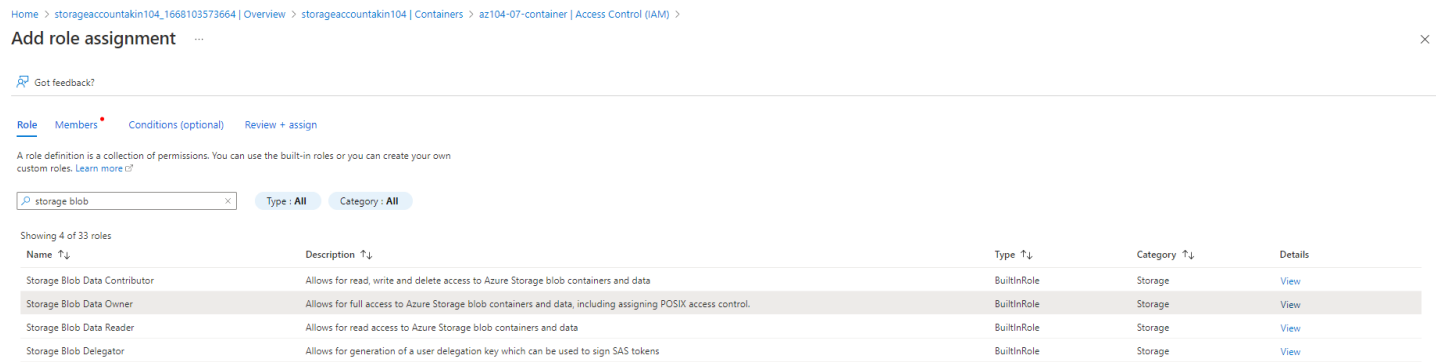 Home > storageaccountakin104_1668103573664 | Overview > storageaccountakin104 | Containers > az104-07-container | Access Control (IAM) >
Add role assignment ...
Got feedback?
Role Members Conditions (optional) Review + assign
A role definition is a collection of permissions. You can use the built-in roles or you can create your own
custom roles. Learn more
storage blob Type : All Category : All
Showing 4 of 33 roles
Name ↑↓ Description ↑↓ Type ↑↓ Category ↑↓ Details
Storage Blob Data Contributor Allows for read, write and delete access to Azure Storage blob containers and data BuiltInRole Storage View
Storage Blob Data Owner Allows for full access to Azure Storage blob containers and data, including assigning POSIX access control. BuiltInRole Storage View
Storage Blob Data Reader Allows for read access to Azure Storage blob containers and data BuiltInRole Storage View
Storage Blob Delegator Allows for generation of a user delegation key which can be used to sign SAS tokens BuiltInRole Storage View